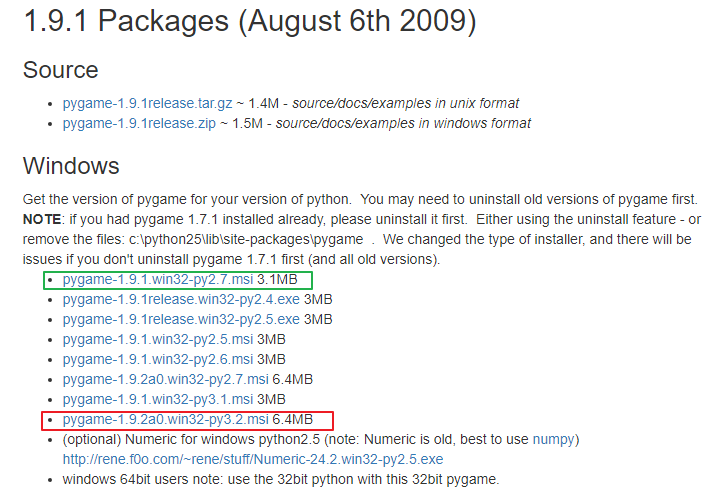 1.9.1 Packages (August 6th 2009)
Source
• pygame-1.9.1release.tar.gz ~ 1.4M - source/docs/examples in unix format
• pygame-1.9.1release.zip ~ 1.5M - source/docs/examples in windows format
Windows
Get the version of pygame for your version of python.  You may need to uninstall old versions of pygame first.
NOTE: if you had pygame 1.7.1 installed already, please uninstall it first.  Either using the uninstall feature - or
remove the files: c:\python25\lib\site-packages\pygame  .  We changed the type of installer, and there will be
issues if you don't uninstall pygame 1.7.1 first (and all old versions).
• pygame-1.9.1.win32-py2.7.msi 3.1MB
• pygame-1.9.1release.win32-py2.4.exe 3MB
• pygame-1.9.1release.win32-py2.5.exe 3MB
• pygame-1.9.1.win32-py2.5.msi 3MB
• pygame-1.9.1.win32-py2.6.msi 3MB
• pygame-1.9.2a0.win32-py2.7.msi 6.4MB
• pygame-1.9.1.win32-py3.1.msi 3MB
• pygame-1.9.2a0.win32-py3.2.msi 6.4MB
• (optional) Numeric for windows python2.5 (note: Numeric is old, best to use numpy)
http://rene.f0o.com/~rene/stuff/Numeric-24.2.win32-py2.5.exe
• windows 64bit users note: use the 32bit python with this 32bit pygame.